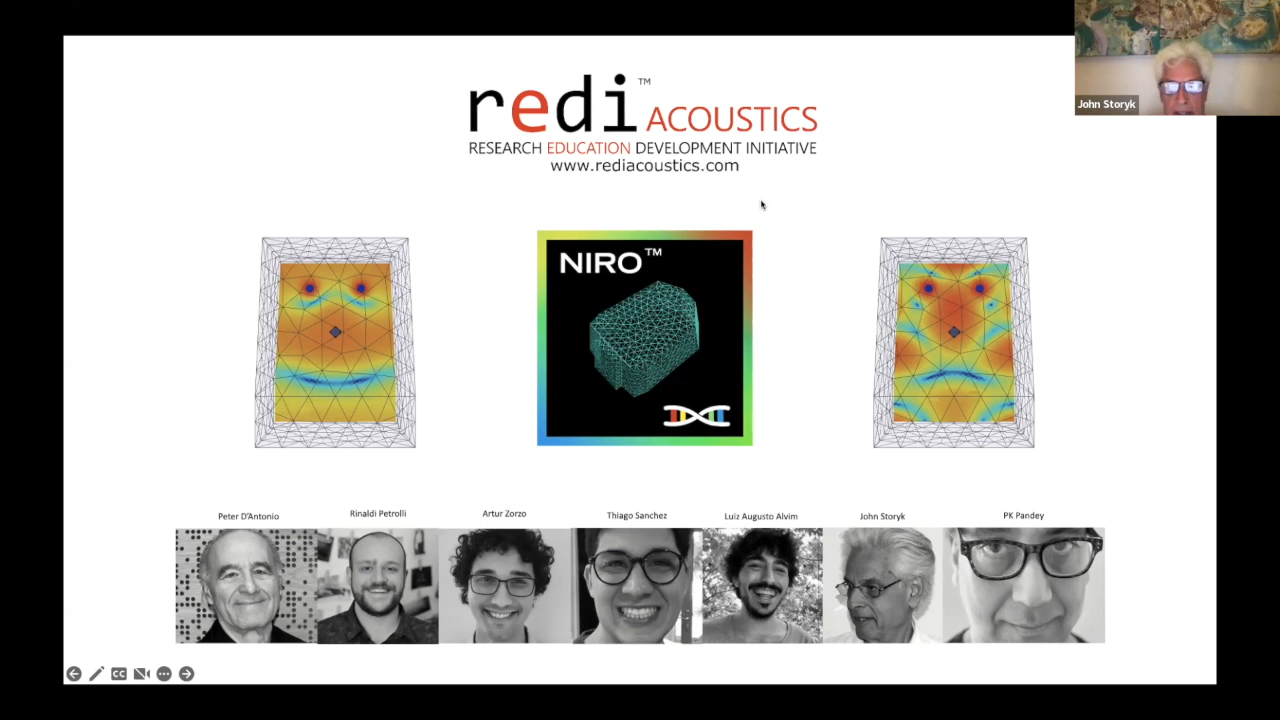 redi™ ACOUSTICS
RESEARCH EDUCATION DEVELOPMENT INITIATIVE
www.rediacoustics.com
John Storyk
NIRO™
Peter D'Antonio
Rinaldi Petrolli
Artur Zorzo
Thiago Sanchez
Luiz Augusto Alvim
John Storyk
PK Pandey
CC